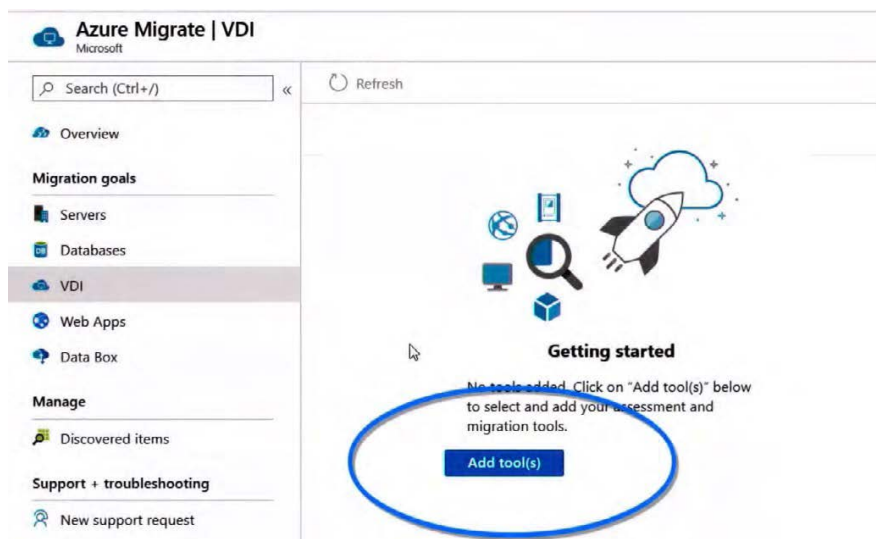 Azure Migrate | VDI
Microsoft
Search (Ctrl+/)
«
Refresh
Overview
Migration goals
Servers
DB
Databases
VDI
Web Apps
Data Box
Manage
Discovered items
Support + troubleshooting
New support request
Getting started
No tools added. Click on "Add tool(s)" below
to select and add your assessment and
migration tools.
Add tool(s)